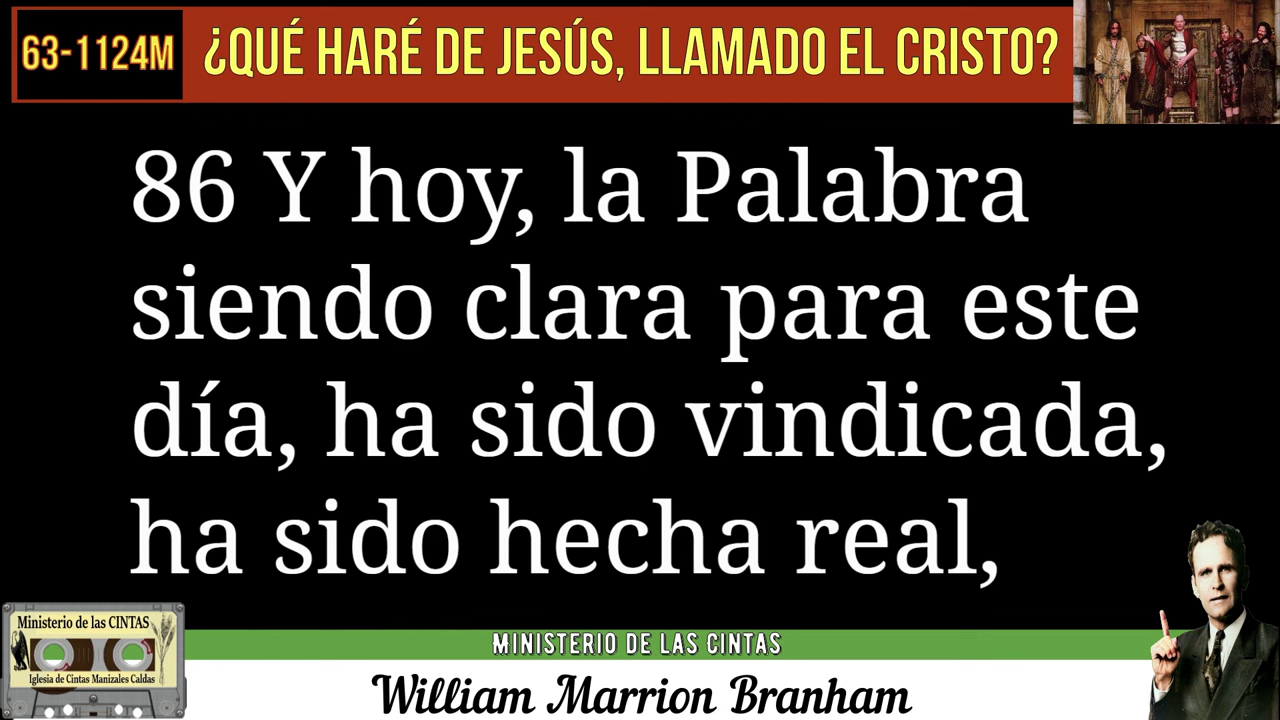 63-1124M
¿QUÉ HARÉ DE JESÚS, LLAMADO EL CRISTO?
86 Y hoy, la Palabra
siendo clara para este
día, ha sido vindicada,
ha sido hecha real,
Ministerio de las CINTAS
Iglesia de Cintas Manizales Caldas
MINISTERIO DE LAS CINTAS
William Marrion Branham